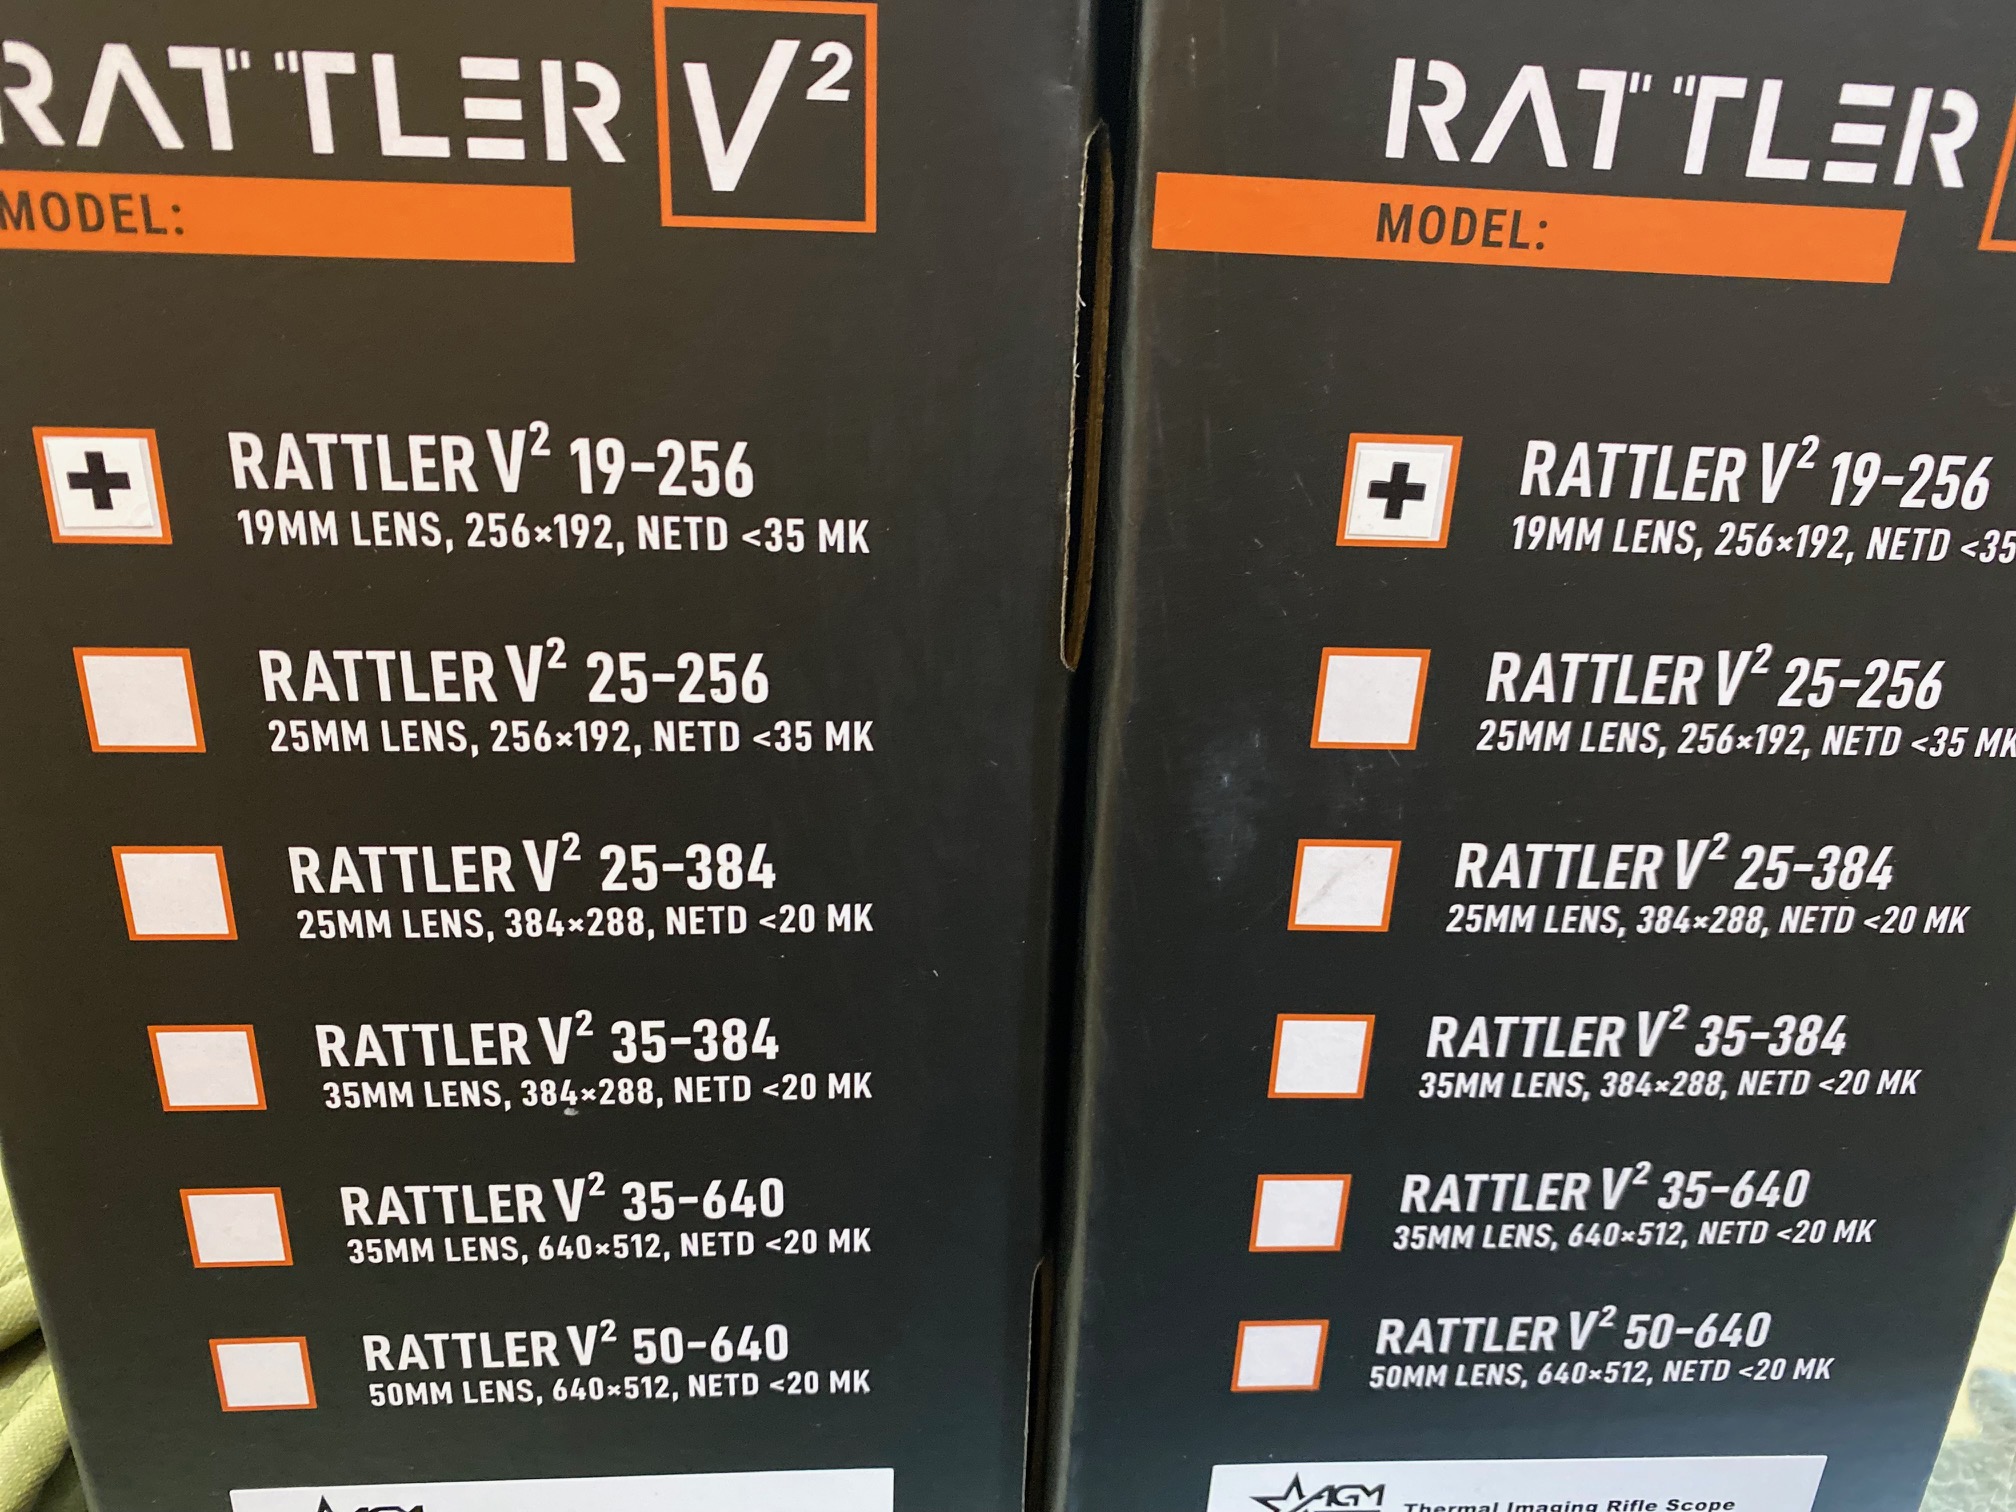 RATTLER V²
MODEL:
RATTLER V² 19-256
19MM LENS, 256×192, NETD <35 MK
RATTLER V² 25-256
25MM LENS, 256×192, NETD <35 MK
RATTLER V² 25-384
25MM LENS, 384×288, NETD <20 MK
RATTLER V² 35-384
35MM LENS, 384×288, NETD <20 MK
RATTLER V² 35-640
35MM LENS, 640×512, NETD <20 MK
RATTLER V² 50-640
50MM LENS, 640×512, NETD <20 MK
AGM
RATTLER
MODEL:
RATTLER V² 19-256
19MM LENS, 256×192, NETD <35
RATTLER V² 25-256
25MM LENS, 256×192, NETD <35 MK
RATTLER V² 25-384
25MM LENS, 384×288, NETD <20 MK
RATTLER V² 35-384
35MM LENS, 384×288, NETD <20 MK
RATTLER V² 35-640
35MM LENS, 640×512, NETD <20 MK
RATTLER V² 50-640
50MM LENS, 640×512, NETD <20 MK
AGM Thermal Imaging Rifle Scope